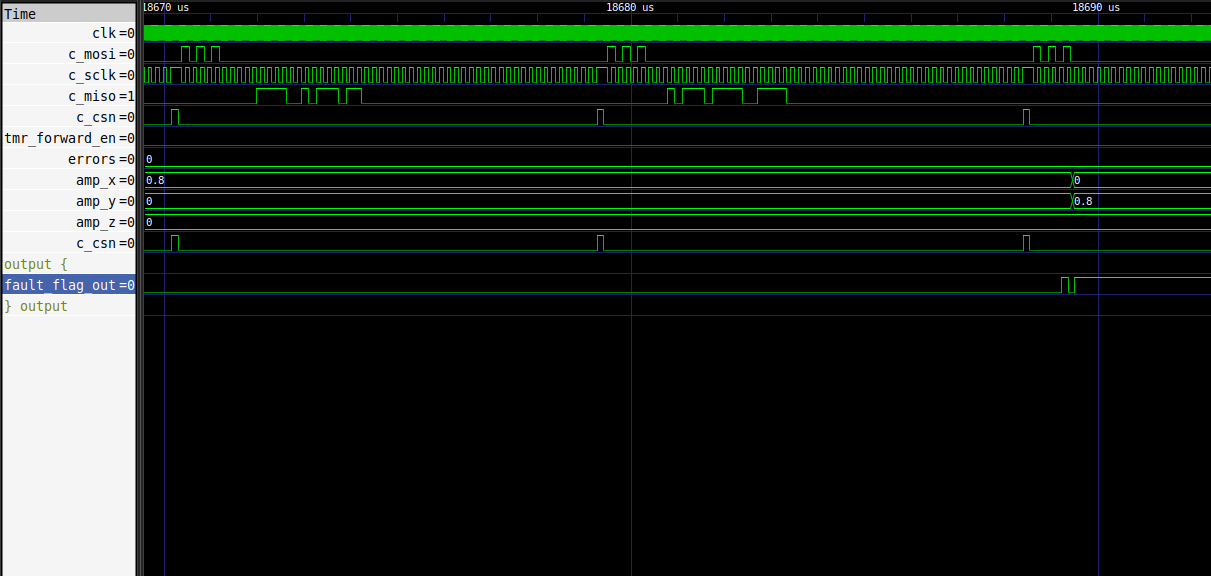 Time
18670 us 18680 us 18690 us
clk=0
c_mosi=0
c_sclk=0
c_miso=1
c_csn=0
tmr_forward_en=0
errors=0 0
amp_x=0 0.8 0
amp_y=0 0 0.8
amp_z=0 0
c_csn=0
output {
fault_flag_out=0
} output